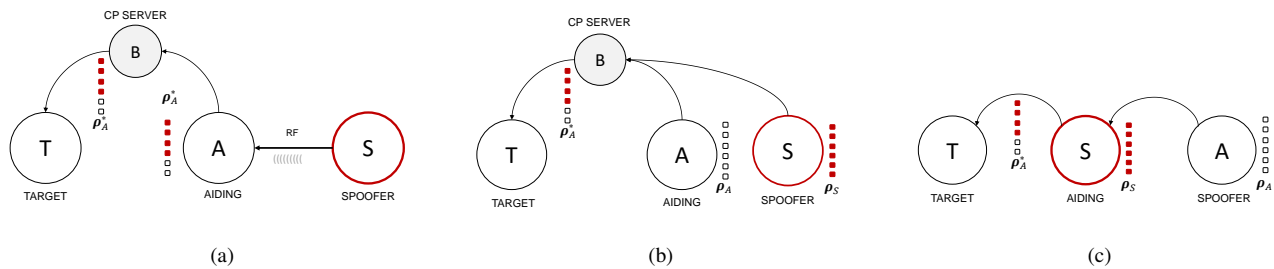 CP SERVER
B
ρ*A
ρ*A
T
A
RF
((((((((((
S
TARGET
AIDING
SPOOFER
(a)
CP SERVER
B
ρ*A
T
A
ρA
S
ρS
TARGET
AIDING
SPOOFER
(b)
T
ρ*A
S
ρS
A
ρA
TARGET
AIDING
SPOOFER
(c)